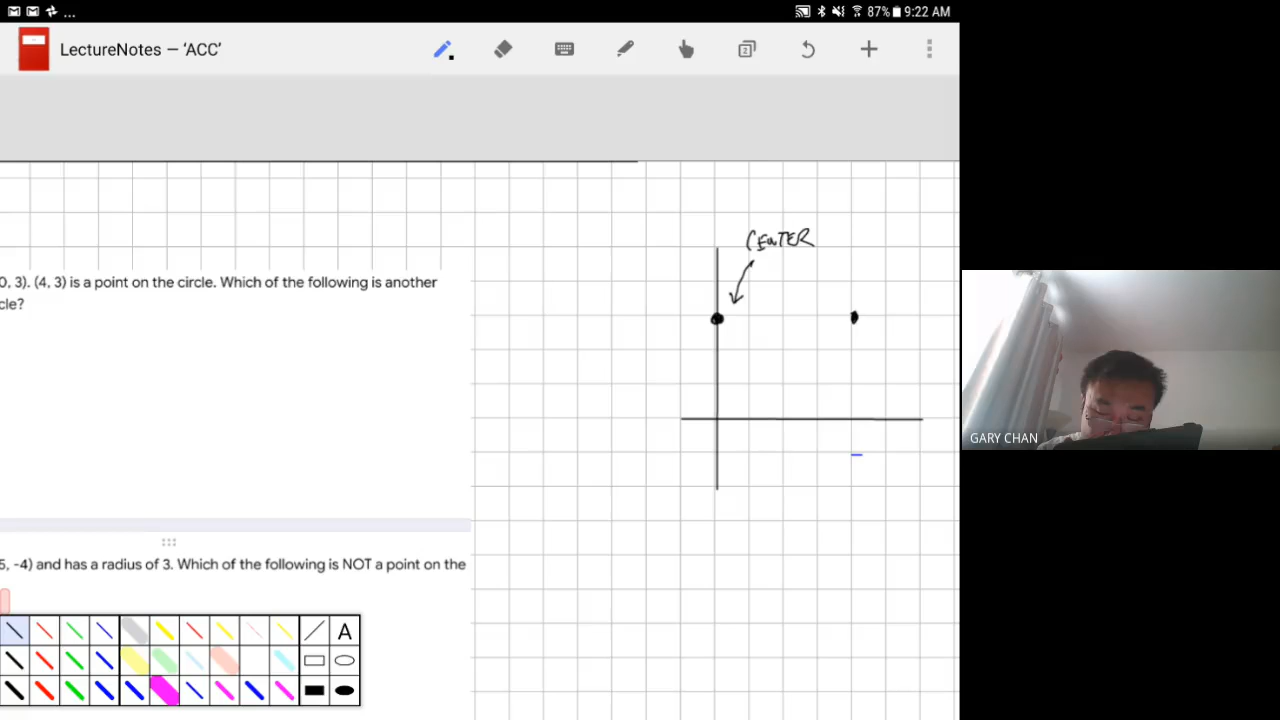 ... 87% 9:22 AM
LectureNotes — ‘ACC’
2
CENTER
0, 3). (4, 3) is a point on the circle. Which of the following is another
cle?
GARY CHAN
5, -4) and has a radius of 3. Which of the following is NOT a point on the
A